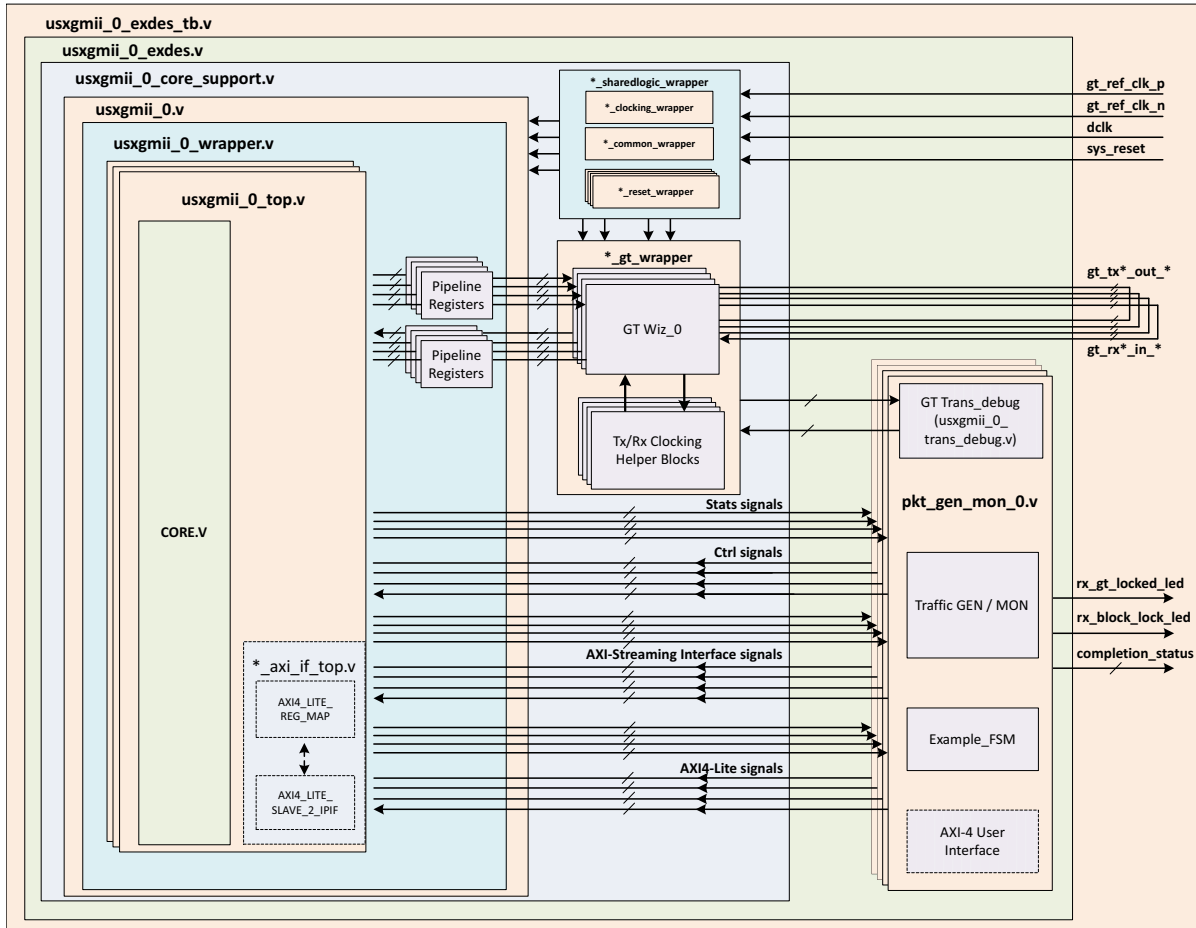 usxgmii_0_exdes_tb.v
usxgmii_0_exdes.v
usxgmii_0_core_support.v
usxgmii_0.v
usxgmii_0_wrapper.v
usxgmii_0_top.v
CORE.V
*_axi_if_top.v
AXI4_LITE_
REG_MAP
AXI4_LITE_
SLAVE_2_IPIF
*_sharedlogic_wrapper
*_clocking_wrapper
*_common_wrapper
*_reset_wrapper
gt_ref_clk_p
gt_ref_clk_n
dclk
sys_reset
*_gt_wrapper
Pipeline
Registers
Pipeline
Registers
GT Wiz_0
Tx/Rx Clocking
Helper Blocks
gt_tx*_out_*
gt_rx*_in_*
GT Trans_debug
(usxgmii_0_
trans_debug.v)
pkt_gen_mon_0.v
Stats signals
Ctrl signals
AXI-Streaming Interface signals
AXI4-Lite signals
Traffic GEN / MON
Example_FSM
AXI-4 User
Interface
rx_gt_locked_led
rx_block_lock_led
completion_status